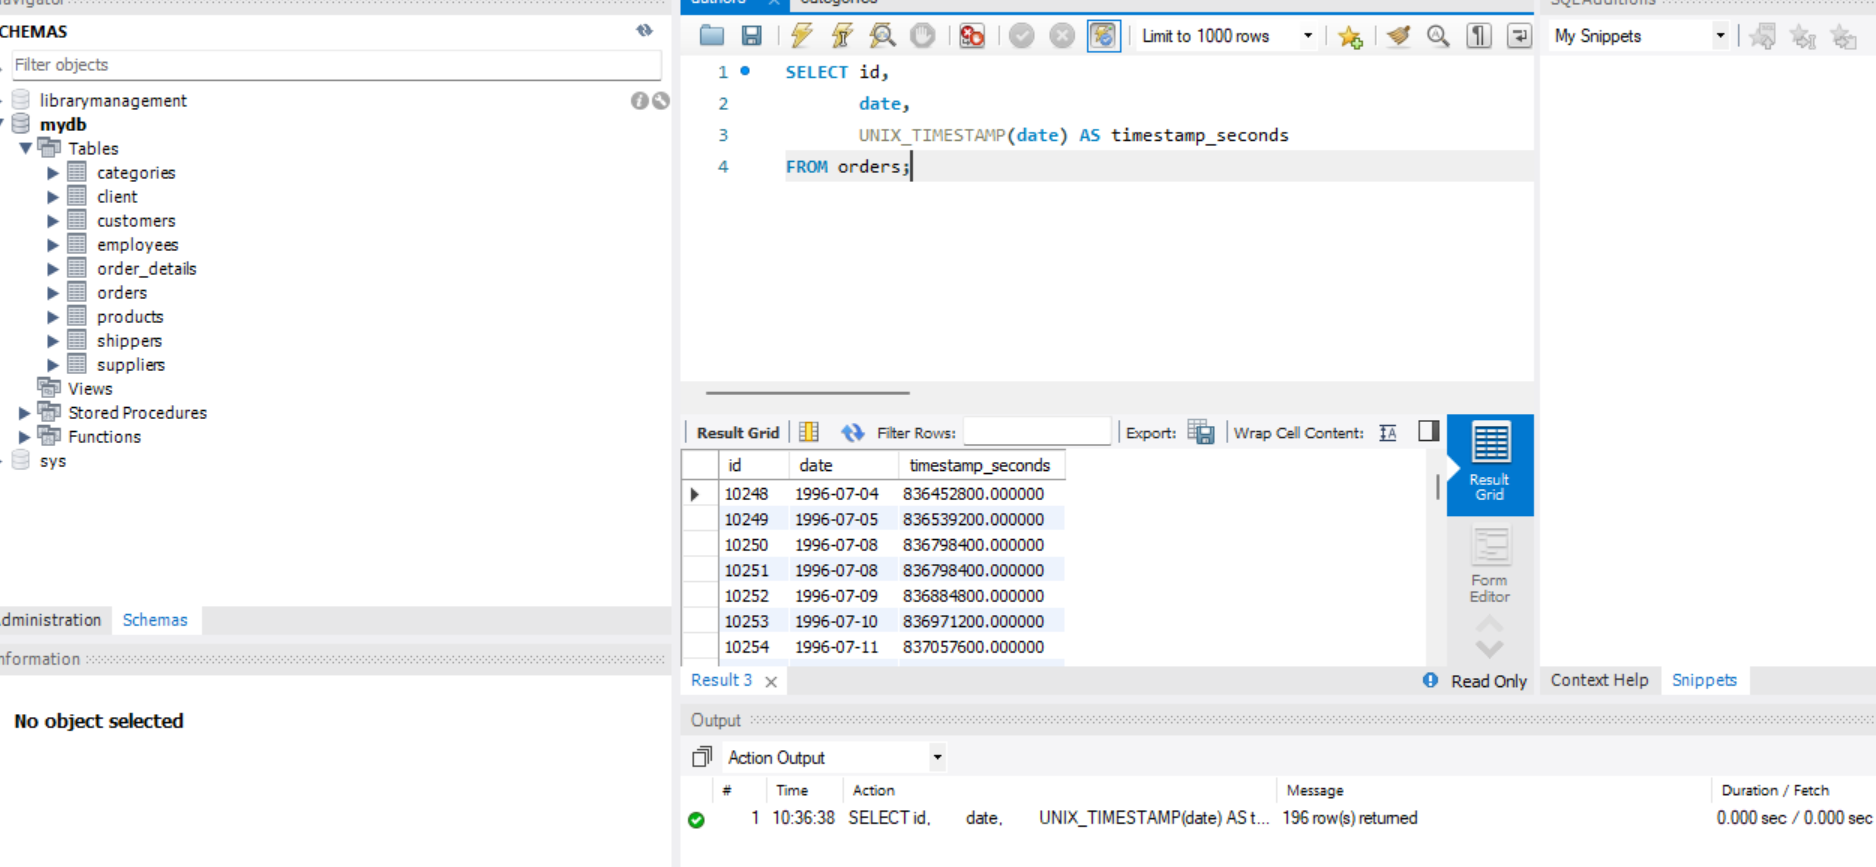 CHEMAS
Filter objects
librarymanagement
mydb
Tables
categories
client
customers
employees
order_details
orders
products
shippers
suppliers
Views
Stored Procedures
Functions
sys
dministration Schemas
nformation
No object selected
categories
Limit to 1000 rows
1 SELECT id,
2 date,
3 UNIX_TIMESTAMP(date) AS timestamp_seconds
4 FROM orders;
Result Grid Filter Rows: Export: Wrap Cell Content:
id date timestamp_seconds
10248 1996-07-04 836452800.000000
10249 1996-07-05 836539200.000000
10250 1996-07-08 836798400.000000
10251 1996-07-08 836798400.000000
10252 1996-07-09 836884800.000000
10253 1996-07-10 836971200.000000
10254 1996-07-11 837057600.000000
Result
Grid
Form
Editor
Result 3
Read Only
SQLAdditions
My Snippets
Context Help Snippets
Output
Action Output
# Time Action Message Duration / Fetch
1 10:36:38 SELECT id, date, UNIX_TIMESTAMP(date) AS t... 196 row(s) returned 0.000 sec / 0.000 sec